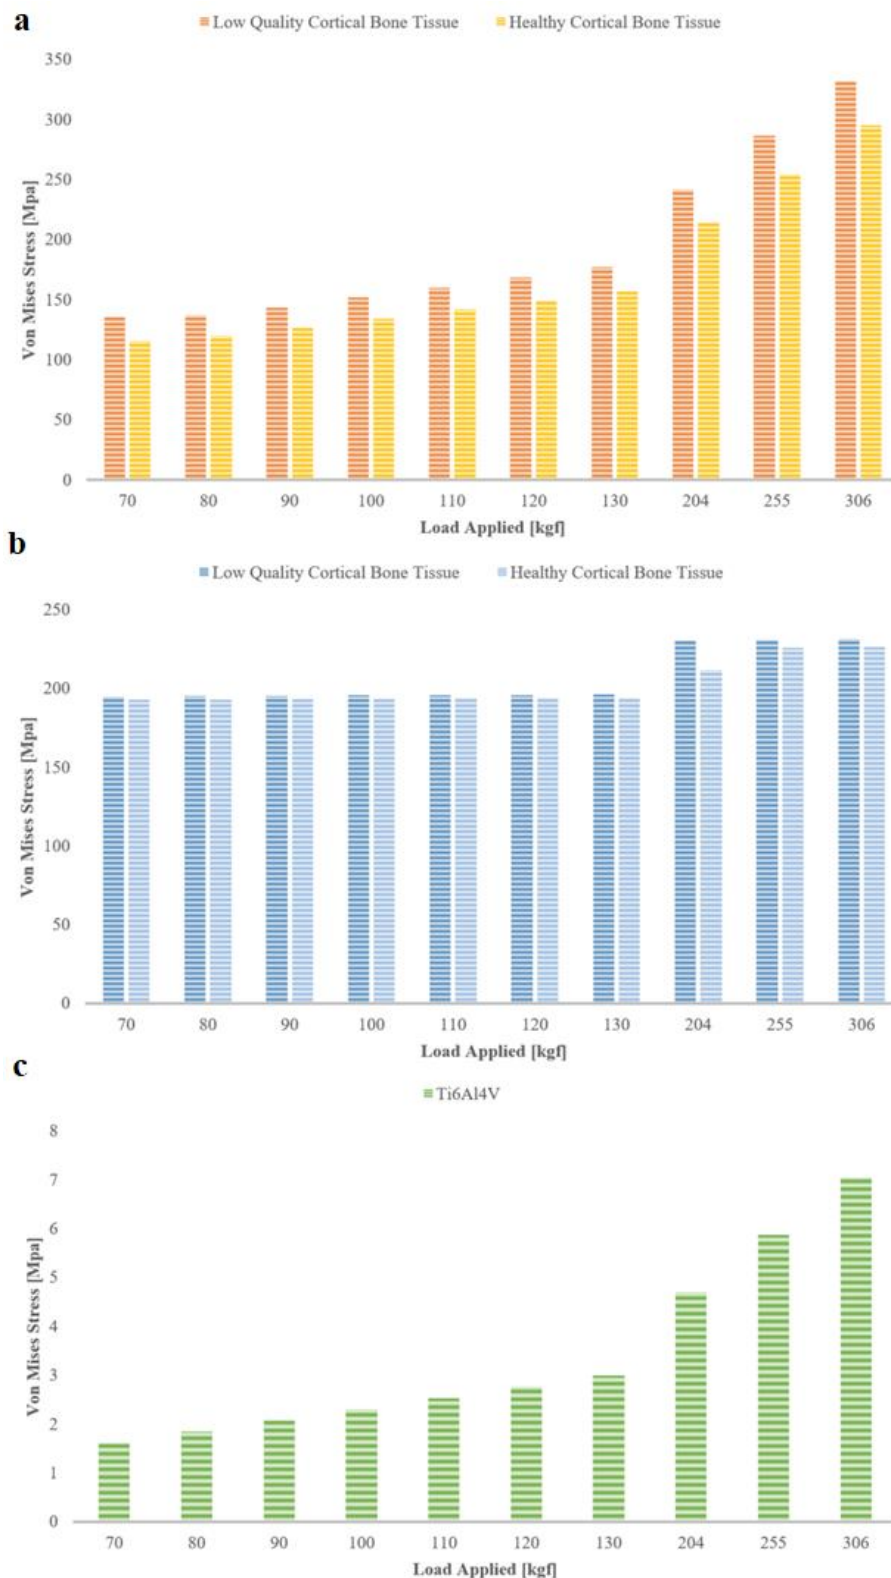 a
Low Quality Cortical Bone Tissue Healthy Cortical Bone Tissue
350
300
250
200
150
100
50
0
Von Mises Stress [Mpa]
70 80 90 100 110 120 130 204 255 306
Load Applied [kgf]
b
Low Quality Cortical Bone Tissue Healthy Cortical Bone Tissue
250
200
150
100
50
0
Von Mises Stress [Mpa]
70 80 90 100 110 120 130 204 255 306
Load Applied [kgf]
c
Ti6Al4V
8
7
6
5
4
3
2
1
0
Von Mises Stress [Mpa]
70 80 90 100 110 120 130 204 255 306
Load Applied [kgf]